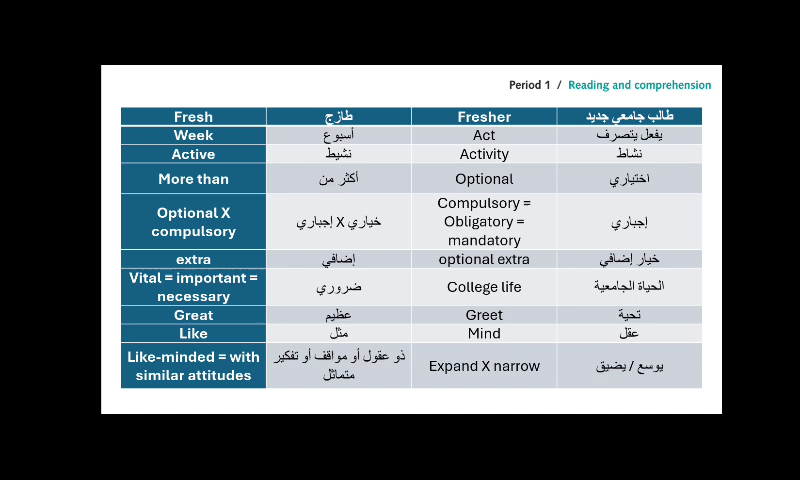 Period 1 / Reading and comprehension
Fresh طازج Fresher طالب جامعي جديد
Week أسبوع Act يفعل يتصرف
Active نشيط Activity نشاط
More than أكثر من Optional اختياري
Optional X
compulsory
خياري X إجباري
Compulsory =
Obligatory =
mandatory
إجباري
extra إضافي optional extra خيار إضافي
Vital = important =
necessary
ضروري
College life
الحياة الجامعية
Great عظيم Greet تحية
Like مثل Mind عقل
Like-minded = with
similar attitudes
ذو عقول أو مواقف أو تفكير
متماثل
Expand X narrow
يوسع / يضيق